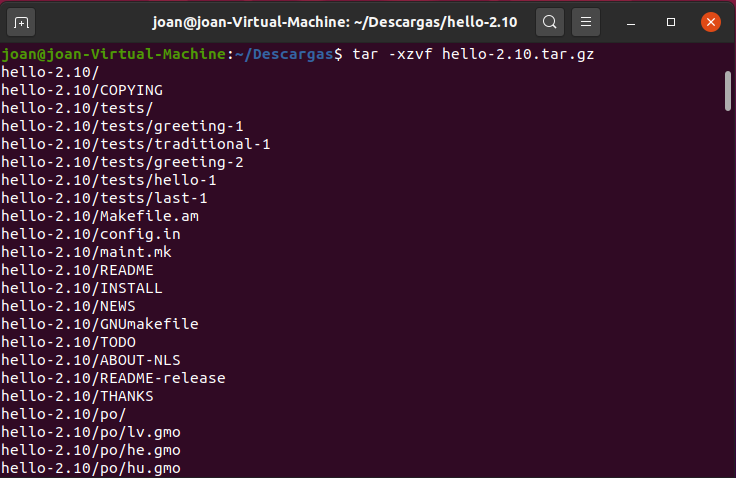 joan@joan-Virtual-Machine: ~/Descargas/hello-2.10
joan@joan-Virtual-Machine:~/Descargas$ tar -xzvf hello-2.10.tar.gz
hello-2.10/
hello-2.10/COPYING
hello-2.10/tests/
hello-2.10/tests/greeting-1
hello-2.10/tests/traditional-1
hello-2.10/tests/greeting-2
hello-2.10/tests/hello-1
hello-2.10/tests/last-1
hello-2.10/Makefile.am
hello-2.10/config.in
hello-2.10/maint.mk
hello-2.10/README
hello-2.10/INSTALL
hello-2.10/NEWS
hello-2.10/GNUmakefile
hello-2.10/TODO
hello-2.10/ABOUT-NLS
hello-2.10/README-release
hello-2.10/THANKS
hello-2.10/po/
hello-2.10/po/lv.gmo
hello-2.10/po/he.gmo
hello-2.10/po/hu.gmo